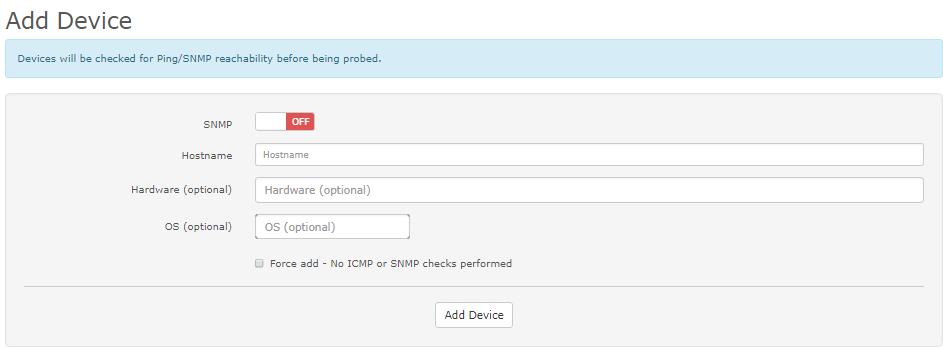 Add Device
Devices will be checked for Ping/SNMP reachability before being probed.
SNMP OFF
Hostname Hostname
Hardware (optional) Hardware (optional)
OS (optional) OS (optional)
Force add - No ICMP or SNMP checks performed
Add Device